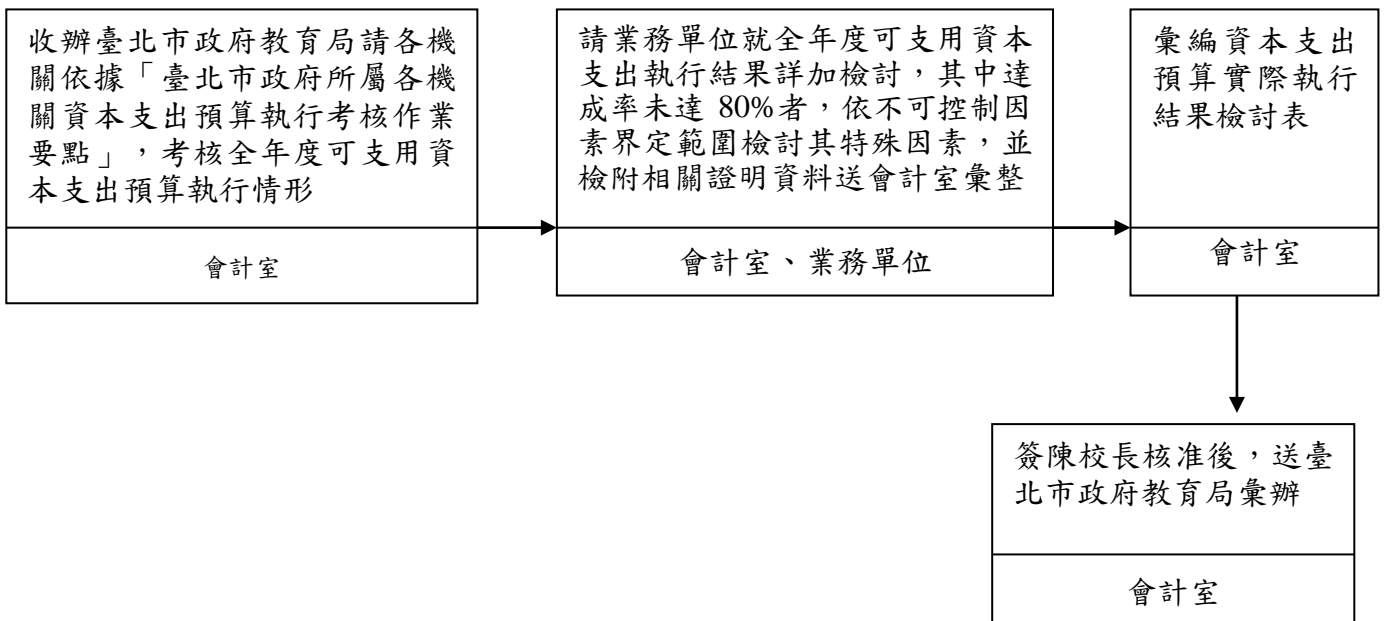 收辦臺北市政府教育局請各機
關依據「臺北市政府所屬各機
關資本支出預算執行考核作業
要點」，考核全年度可支用資
本支出預算執行情形
會計室
請業務單位就全年度可支用資本
支出執行結果詳加檢討，其中達
成率未達 80%者，依不可控制因
素界定範圍檢討其特殊因素，並
檢附相關證明資料送會計室彙整
會計室、業務單位
彙編資本支出
預算實際執行
結果檢討表
會計室
簽陳校長核准後，送臺
北市政府教育局彙辦
會計室